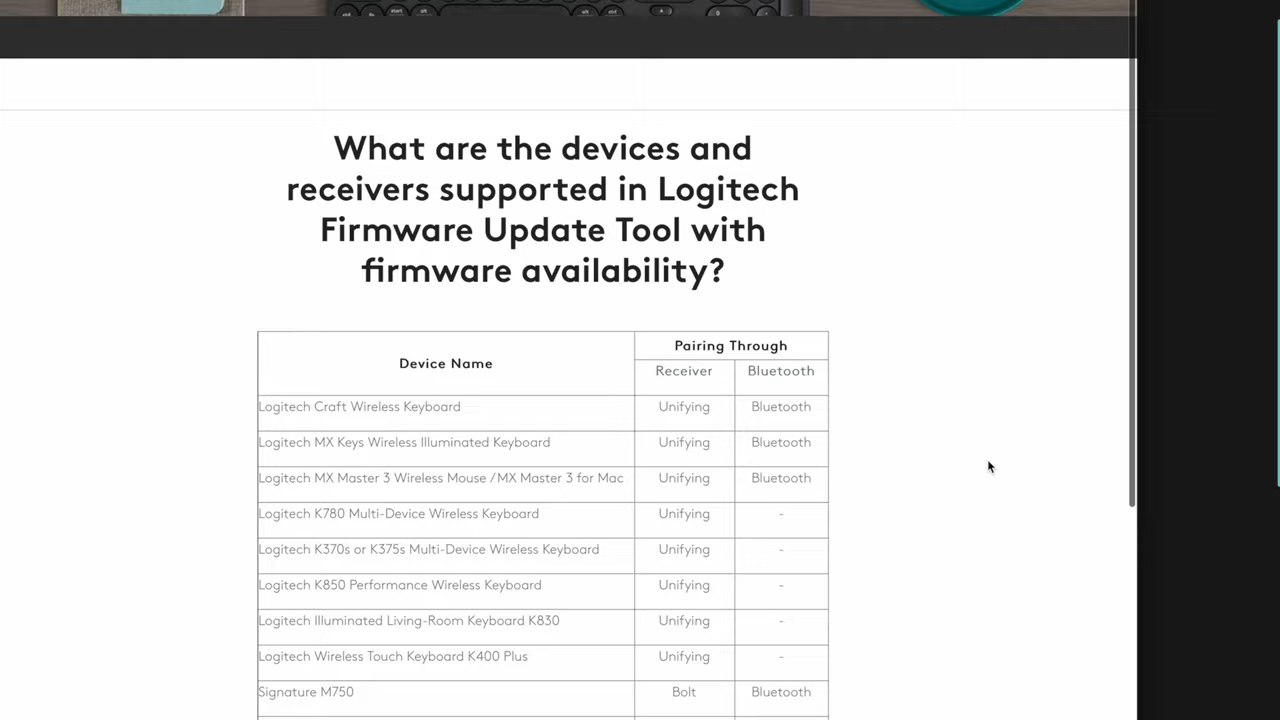 What are the devices and
receivers supported in Logitech
Firmware Update Tool with
firmware availability?
Device Name
Pairing Through
Receiver Bluetooth
Logitech Craft Wireless Keyboard Unifying Bluetooth
Logitech MX Keys Wireless Illuminated Keyboard Unifying Bluetooth
Logitech MX Master 3 Wireless Mouse / MX Master 3 for Mac Unifying Bluetooth
Logitech K780 Multi-Device Wireless Keyboard Unifying -
Logitech K370s or K375s Multi-Device Wireless Keyboard Unifying -
Logitech K850 Performance Wireless Keyboard Unifying -
Logitech Illuminated Living-Room Keyboard K830 Unifying -
Logitech Wireless Touch Keyboard K400 Plus Unifying -
Signature M750 Bolt Bluetooth